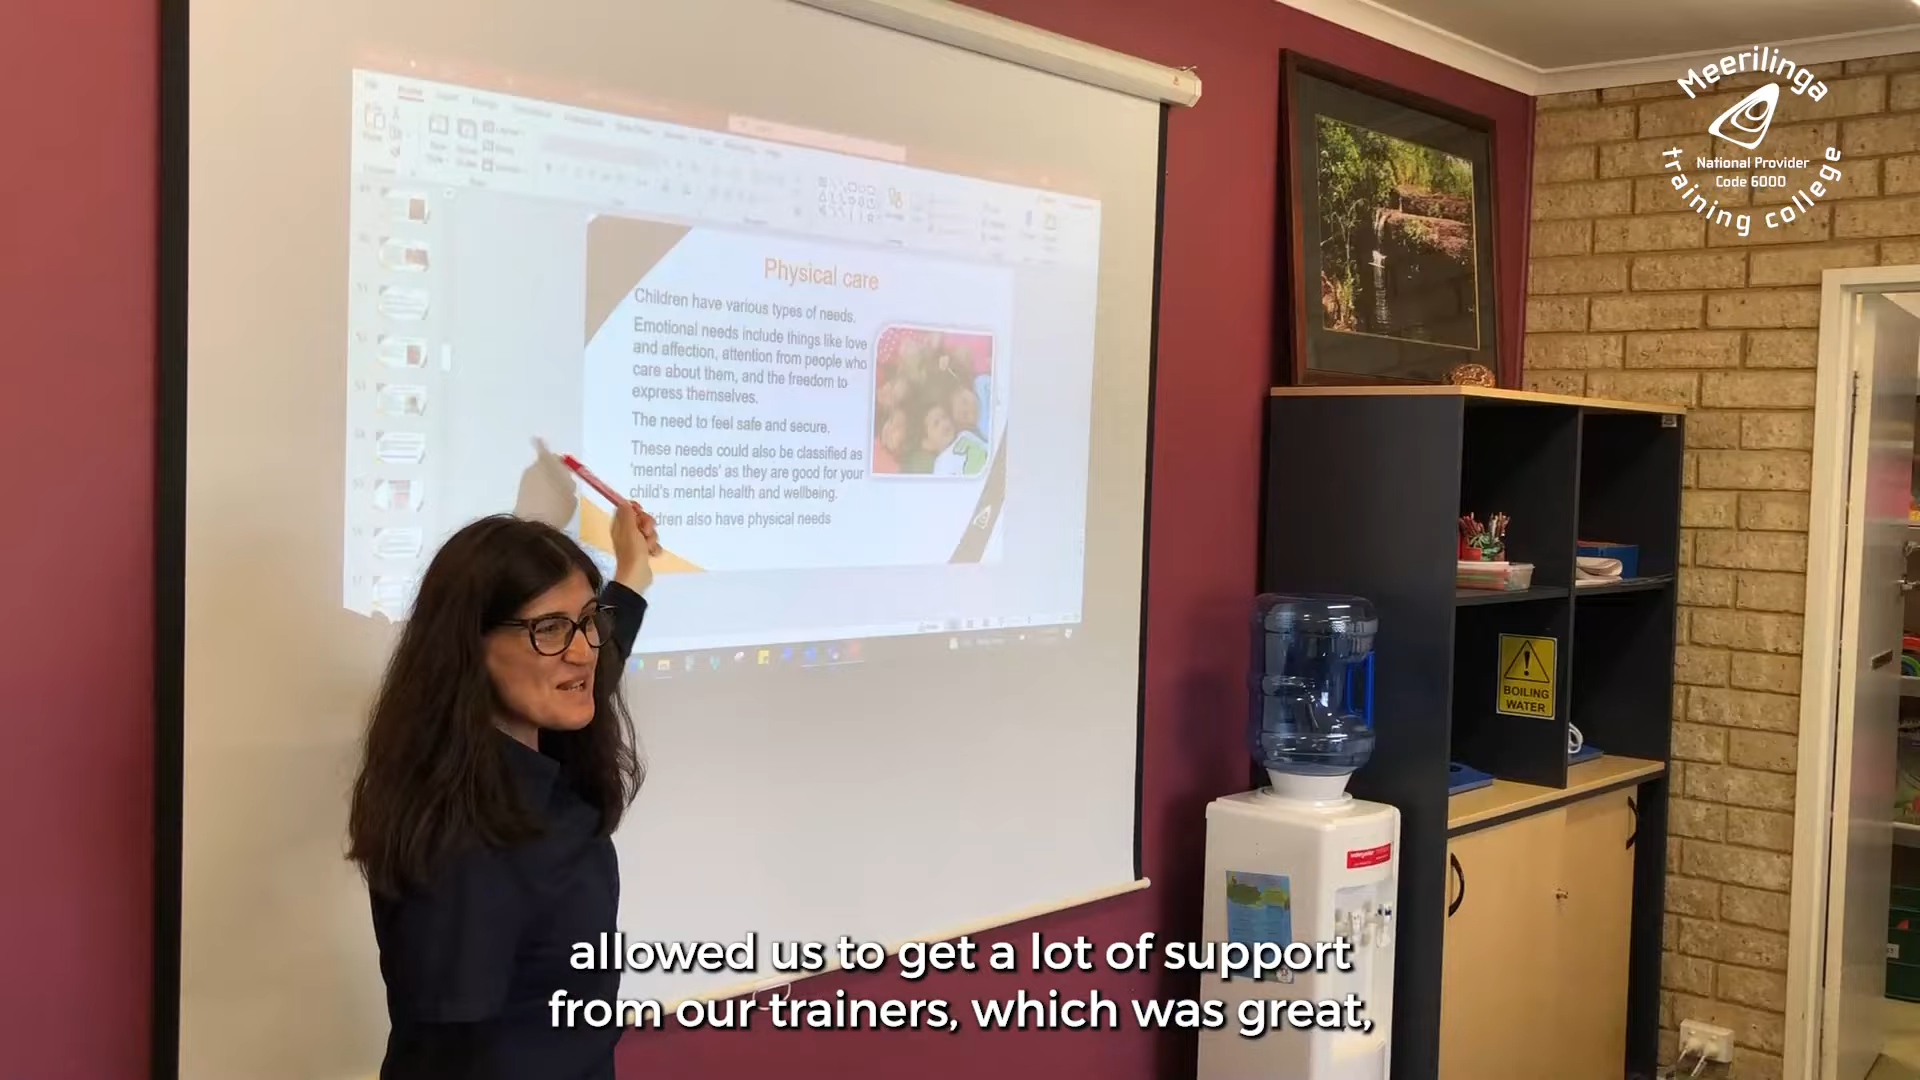 Meerilinga
National Provider
Code 6000
training college
Physical care
Children have various types of needs.
Emotional needs include things like love
and affection, attention from people who
care about them, and the freedom to
express themselves.
The need to feel safe and secure.
These needs could also be classified as
'mental needs' as they are good for your
child's mental health and wellbeing.
ldren also have physical needs
BOILING
WATER
allowed us to get a lot of support
from our trainers, which was great,